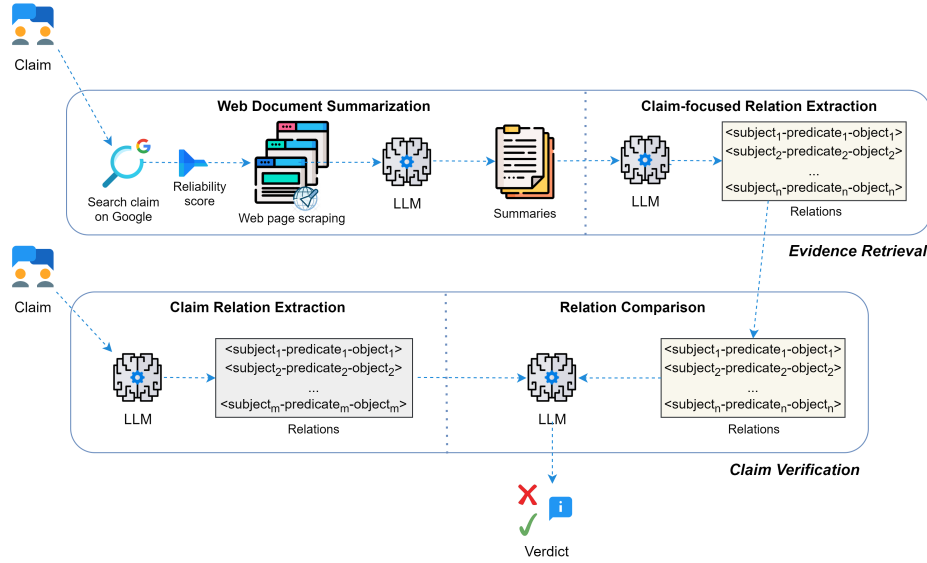 Claim
Web Document Summarization
Claim-focused Relation Extraction
Search claim
on Google
Reliability
score
Web page scraping
LLM
Summaries
LLM
<subject1-predicate1-object1>
<subject2-predicate2-object2>
...
<subjectn-predicaten-objectn>
Relations
Evidence Retrieval
Claim
Claim Relation Extraction
Relation Comparison
LLM
<subject1-predicate1-object1>
<subject2-predicate2-object2>
...
<subjectm-predicatem-objectm>
Relations
LLM
<subject1-predicate1-object1>
<subject2-predicate2-object2>
...
<subjectn-predicaten-objectn>
Relations
Claim Verification
Verdict